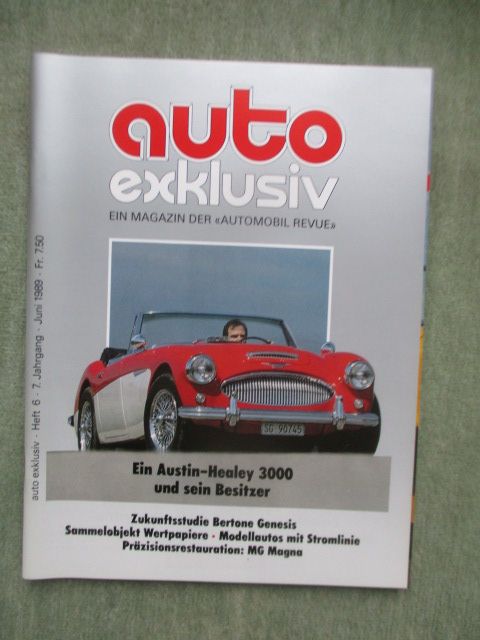 auto
exklusiv
EIN MAGAZIN DER «AUTOMOBIL REVUE»
auto exklusiv · Heft 6 · 7. Jahrgang · Juni 1989 · Fr. 7.50
SG 90745
Ein Austin-Healey 3000
und sein Besitzer
Zukunftsstudie Bertone Genesis
Sammelobjekt Wertpapiere · Modellautos mit Stromlinie
Präzisionsrestauration: MG Magna